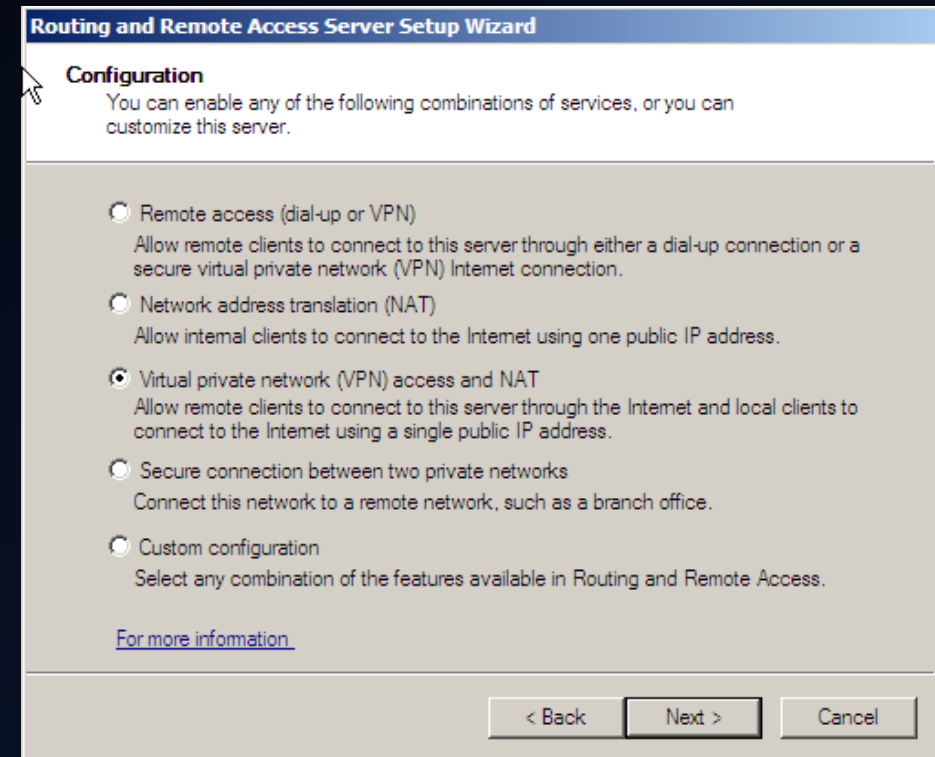 Routing and Remote Access Server Setup Wizard
Configuration
You can enable any of the following combinations of services, or you can
customize this server.
Remote access (dial-up or VPN)
Allow remote clients to connect to this server through either a dial-up connection or a
secure virtual private network (VPN) Internet connection.
Network address translation (NAT)
Allow internal clients to connect to the Internet using one public IP address.
Virtual private network (VPN) access and NAT
Allow remote clients to connect to this server through the Internet and local clients to
connect to the Internet using a single public IP address.
Secure connection between two private networks
Connect this network to a remote network, such as a branch office.
Custom configuration
Select any combination of the features available in Routing and Remote Access.
For more information
< Back Next > Cancel